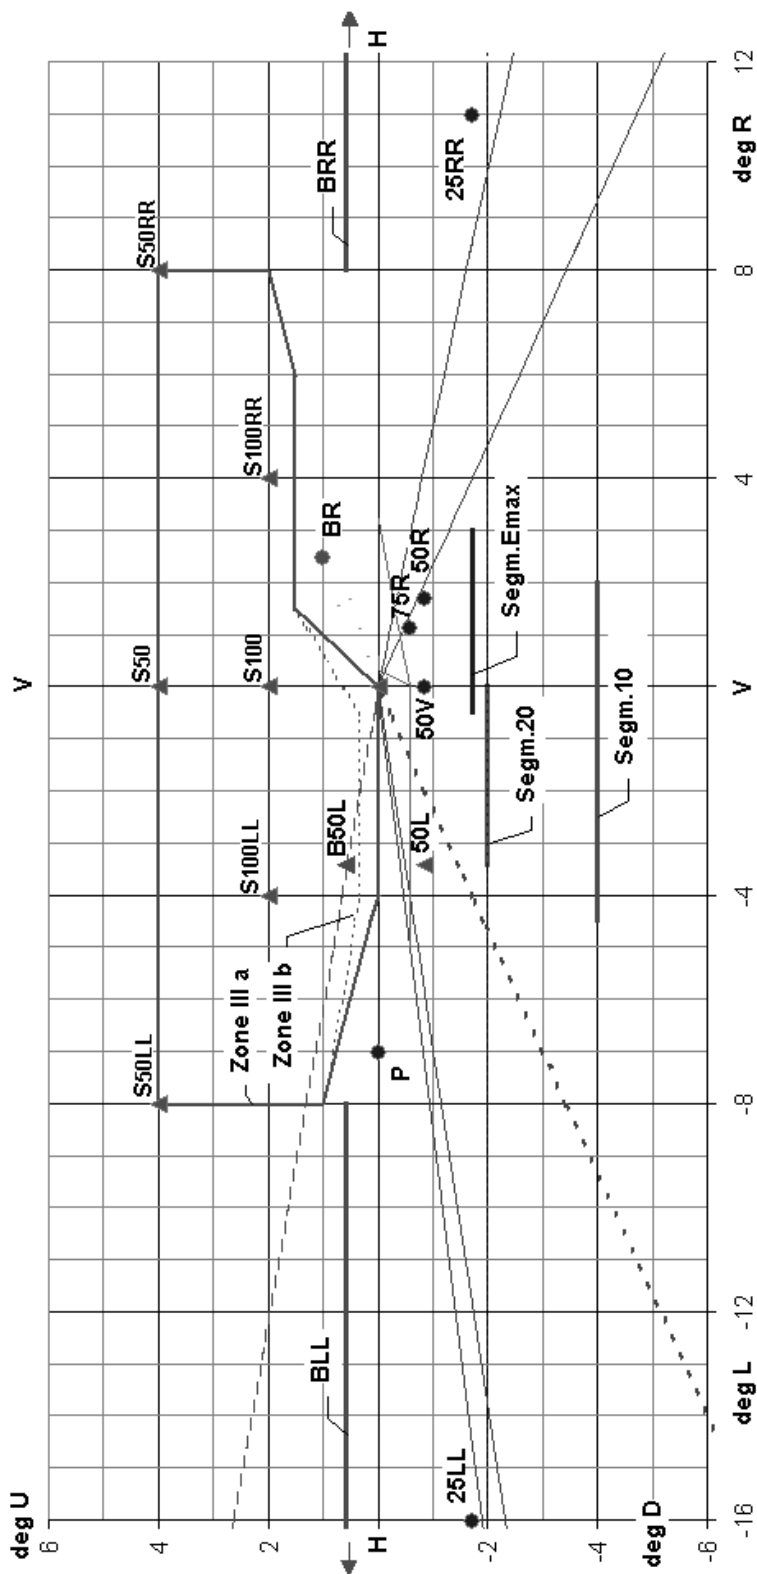 deg U
V
6
4
2
H
-2
-4
-6
deg D
-16
-12
-8
-4
V
4
8
12
deg L
deg R
H
S50LL
S50
S50RR
S100LL
S100
S100RR
Zone III a
Zone III b
B50L
BR
BRR
BLL
P
50L
50V
75R
50R
25LL
25RR
Segm.20
Segm.Emax
Segm.10